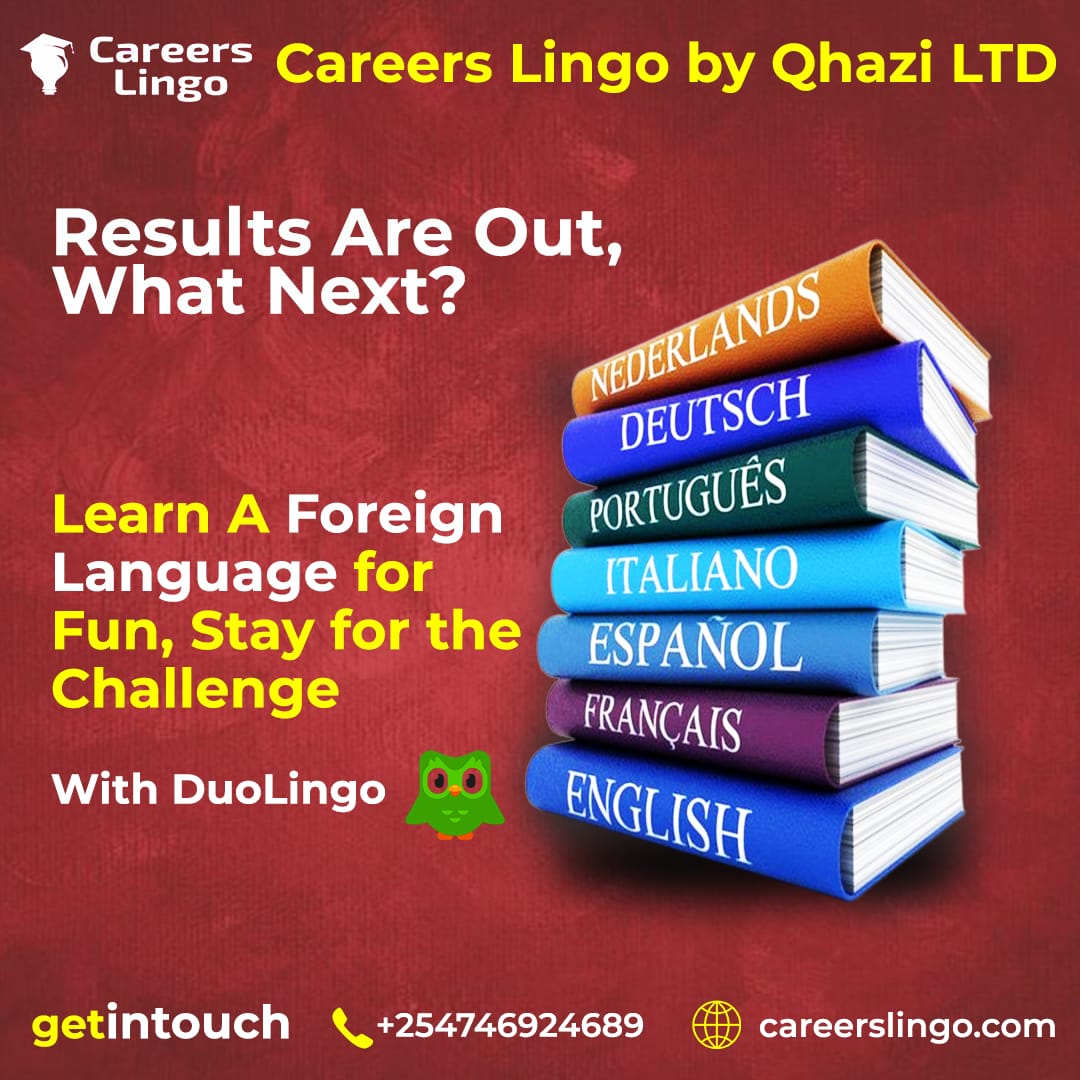 Careers
Lingo
Careers Lingo by Qhazi LTD
Results Are Out,
What Next?
NEDERLANDS
DEUTSCH
PORTUGUÊS
ITALIANO
ESPAÑOL
FRANÇAIS
ENGLISH
Learn A Foreign
Language for
Fun, Stay for the
Challenge
With DuoLingo
getintouch
+254746924689
careerslingo.com